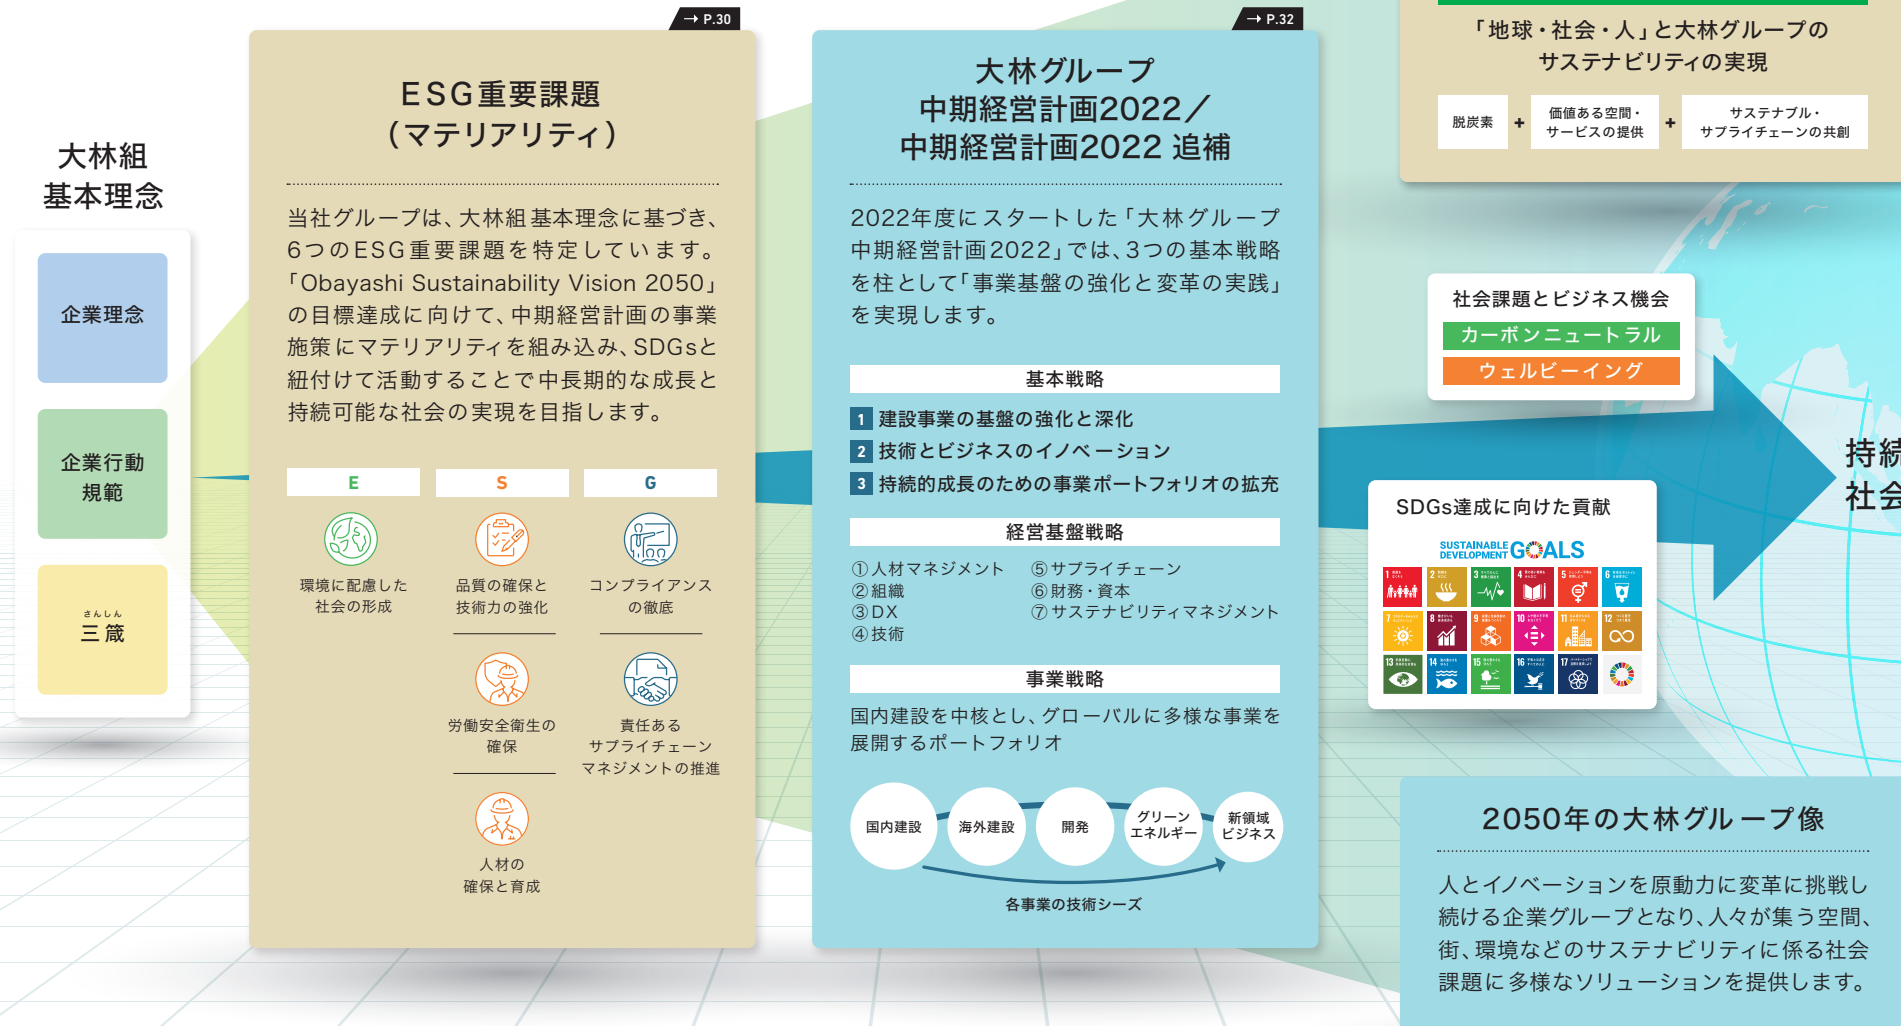 大林組
基本理念
企業理念
企業行動
規範
さんしん
三箴
→ P.30
ESG重要課題
（マテリアリティ）
当社グループは、大林組基本理念に基づき、
6つのESG重要課題を特定しています。
「Obayashi Sustainability Vision 2050」
の目標達成に向けて、中期経営計画の事業
施策にマテリアリティを組み込み、SDGsと
紐付けて活動することで中長期的な成長と
持続可能な社会の実現を目指します。
E
環境に配慮した
社会の形成
S
品質の確保と
技術力の強化
労働安全衛生の
確保
人材の
確保と育成
G
コンプライアンス
の徹底
責任ある
サプライチェーン
マネジメントの推進
→ P.32
大林グループ
中期経営計画2022／
中期経営計画2022 追補
2022年度にスタートした「大林グループ
中期経営計画2022」では、3つの基本戦略
を柱として「事業基盤の強化と変革の実践」
を実現します。
基本戦略
1 建設事業の基盤の強化と深化
2 技術とビジネスのイノベーション
3 持続的成長のための事業ポートフォリオの拡充
経営基盤戦略
①人材マネジメント
②組織
③DX
④技術
⑤サプライチェーン
⑥財務・資本
⑦サステナビリティマネジメント
事業戦略
国内建設を中核とし、グローバルに多様な事業を
展開するポートフォリオ
国内建設
海外建設
開発
グリーン
エネルギー
新領域
ビジネス
各事業の技術シーズ
「地球・社会・人」と大林グループの
サステナビリティの実現
脱炭素
+
価値ある空間・
サービスの提供
+
サステナブル・
サプライチェーンの共創
社会課題とビジネス機会
カーボンニュートラル
ウェルビーイング
SDGs達成に向けた貢献
SUSTAINABLE
DEVELOPMENT GOALS
1
2
3
4
5
6
7
8
9
10
11
12
13
14
15
16
17
持続
社会
2050年の大林グループ像
人とイノベーションを原動力に変革に挑戦し
続ける企業グループとなり、人々が集う空間、
街、環境などのサステナビリティに係る社会
課題に多様なソリューションを提供します。